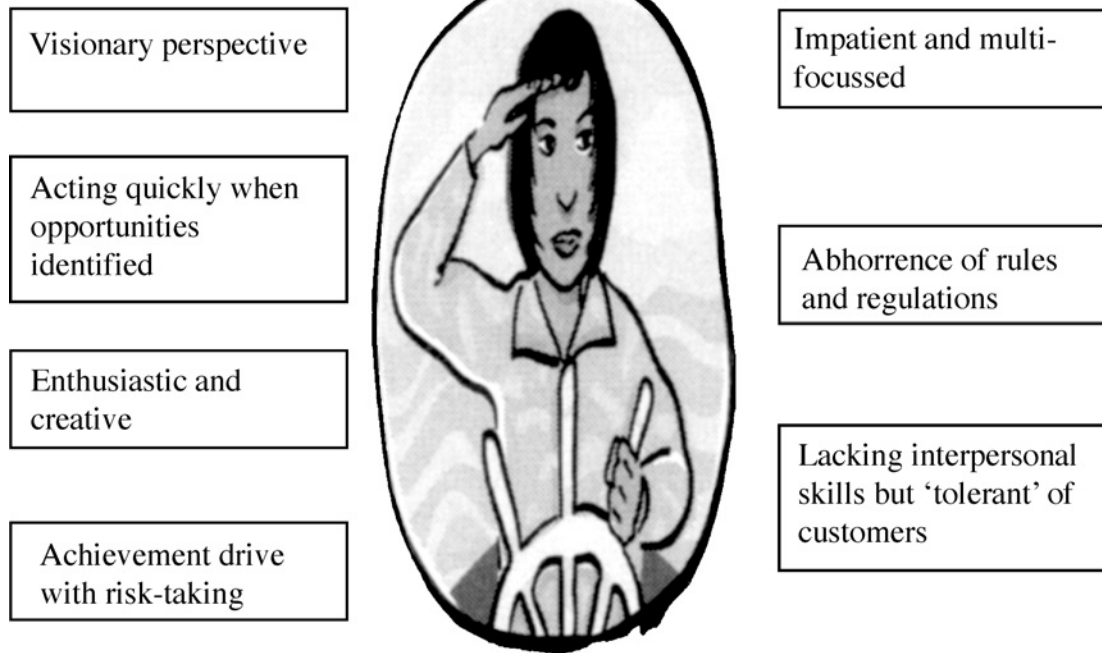 Visionary perspective
Acting quickly when
opportunities
identified
Enthusiastic and
creative
Achievement drive
with risk-taking
Impatient and multi-
focussed
Abhorrence of rules
and regulations
Lacking interpersonal
skills but ‘tolerant’ of
customers